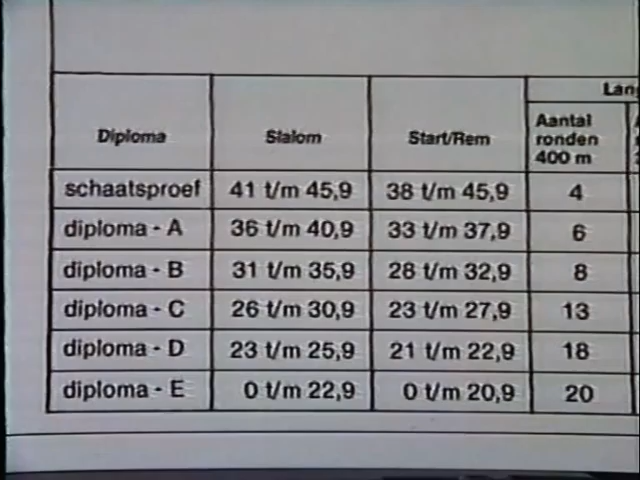 Lan
Diploma Slalom Start/Rem Aantal
ronden
400 m
schaatsproef 41 t/m 45,9 38 t/m 45,9 4
diploma - A 36 t/m 40,9 33 t/m 37,9 6
diploma - B 31 t/m 35,9 28 t/m 32,9 8
diploma - C 26 t/m 30,9 23 t/m 27,9 13
diploma - D 23 t/m 25,9 21 t/m 22,9 18
diploma - E 0 t/m 22,9 0 t/m 20,9 20